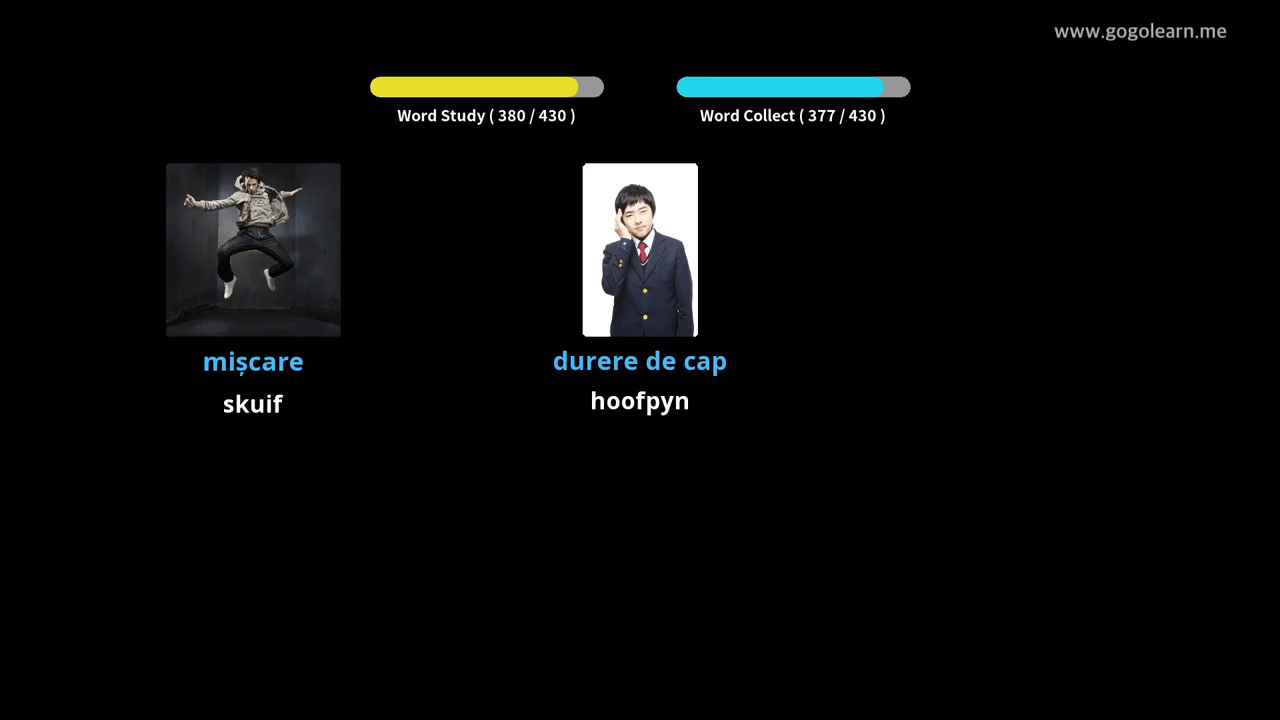 www.gogolearn.me
Word Study ( 380 / 430 )
Word Collect ( 377 / 430 )
mișcare
skuif
durere de cap
hoofpyn